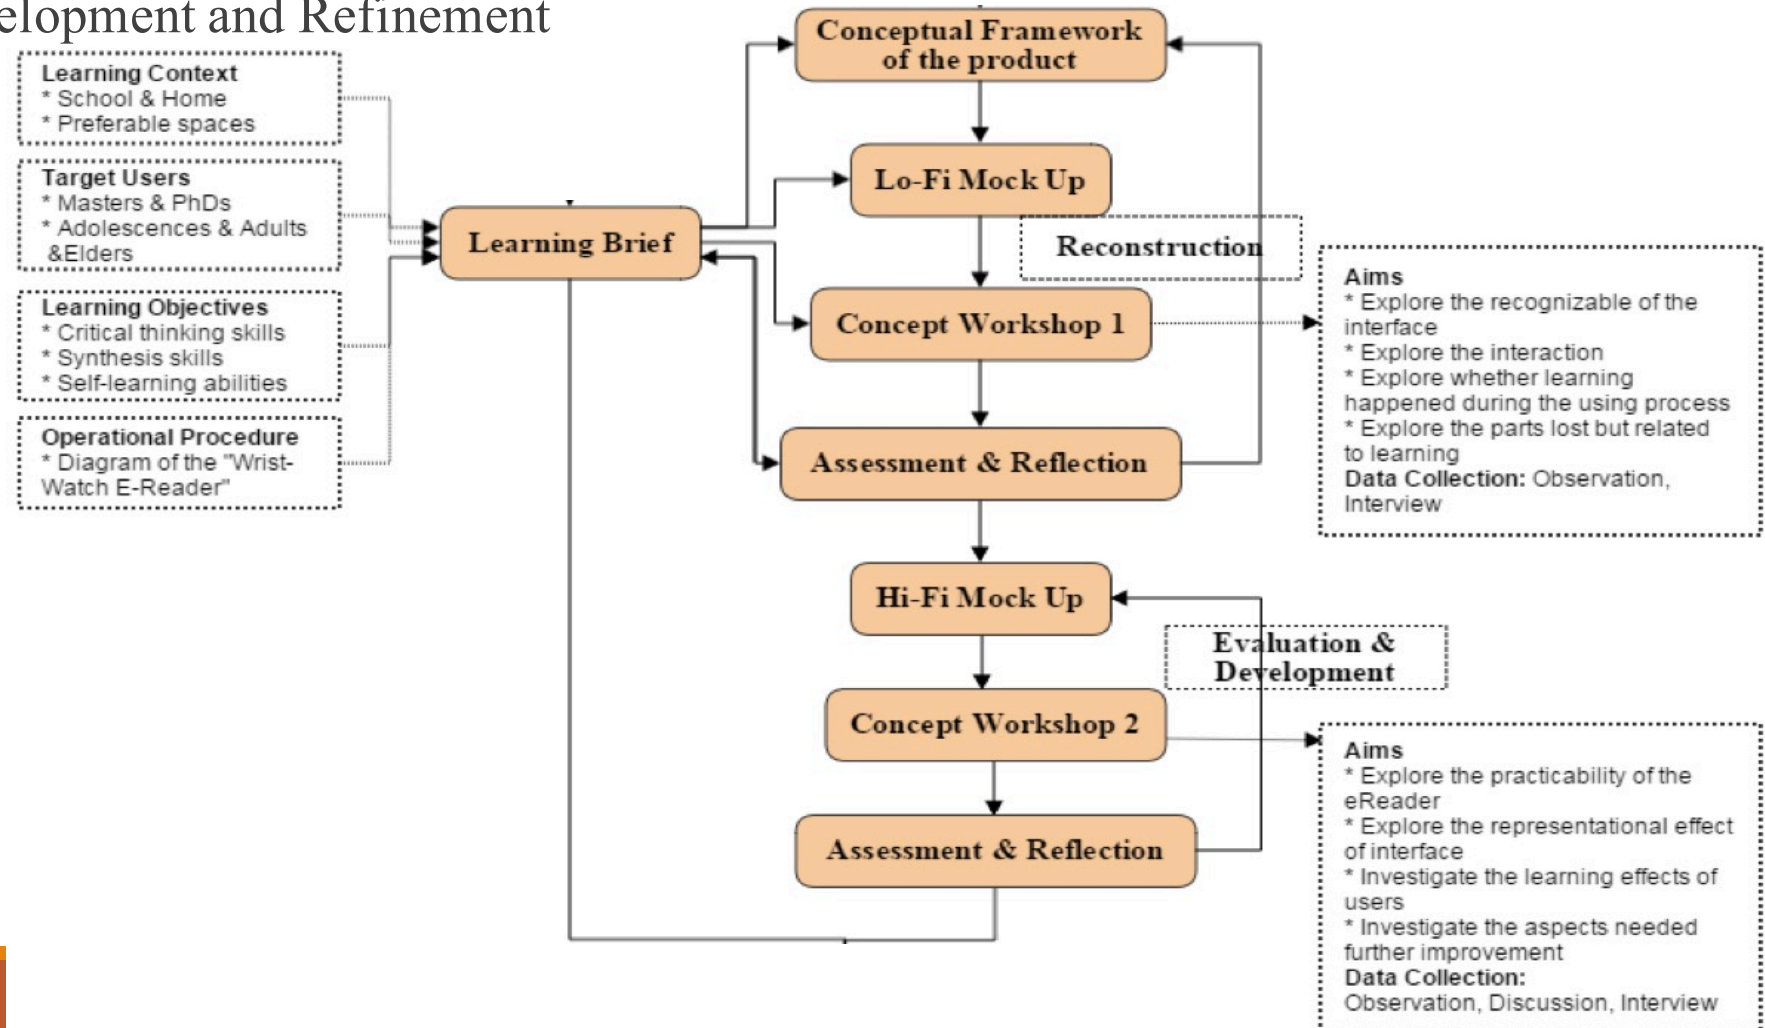 elopment and Refinement
Learning Context
* School & Home
* Preferable spaces
Target Users
* Masters & PhDs
* Adolescences & Adults
&Elders
Learning Objectives
* Critical thinking skills
* Synthesis skills
* Self-learning abilities
Operational Procedure
* Diagram of the "Wrist-
Watch E-Reader"
Learning Brief
Conceptual Framework
of the product
Lo-Fi Mock Up
Reconstruction
Concept Workshop 1
Assessment & Reflection
Aims
* Explore the recognizable of the
interface
* Explore the interaction
* Explore whether learning
happened during the using process
* Explore the parts lost but related
to learning
Data Collection: Observation,
Interview
Hi-Fi Mock Up
Evaluation &
Development
Concept Workshop 2
Assessment & Reflection
Aims
* Explore the practicability of the
eReader
* Explore the representational effect
of interface
* Investigate the learning effects of
users
* Investigate the aspects needed
further improvement
Data Collection:
Observation, Discussion, Interview